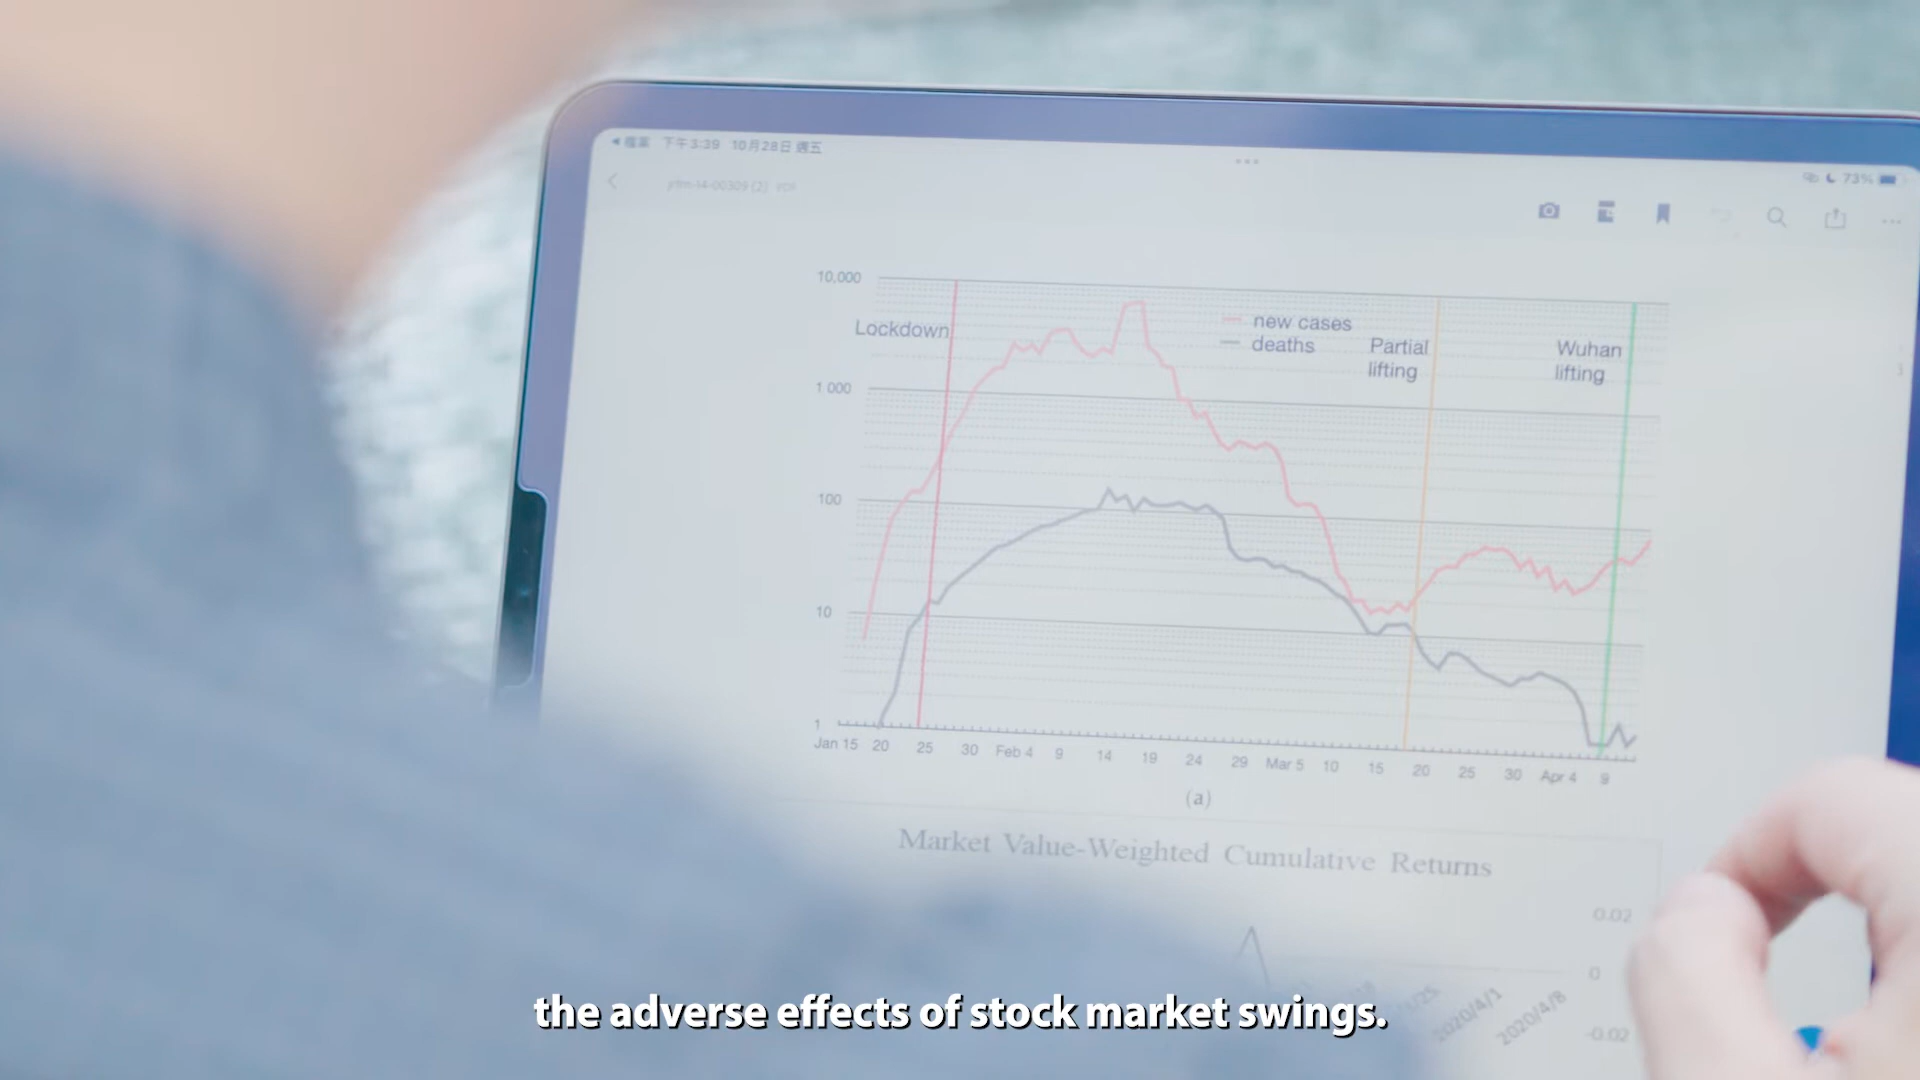 ◀ 檔案 下午3:39 10月28日 週五
73%
10,000
Lockdown
new cases
deaths
Partial
lifting
Wuhan
lifting
1 000
100
10
1
Jan 15 20 25 30 Feb 4 9 14 19 24 29 Mar 5 10 15 20 25 30 Apr 4 9
(a)
Market Value-Weighted Cumulative Returns
0.02
0
-0.02
2020/4/1
2020/4/8
the adverse effects of stock market swings.